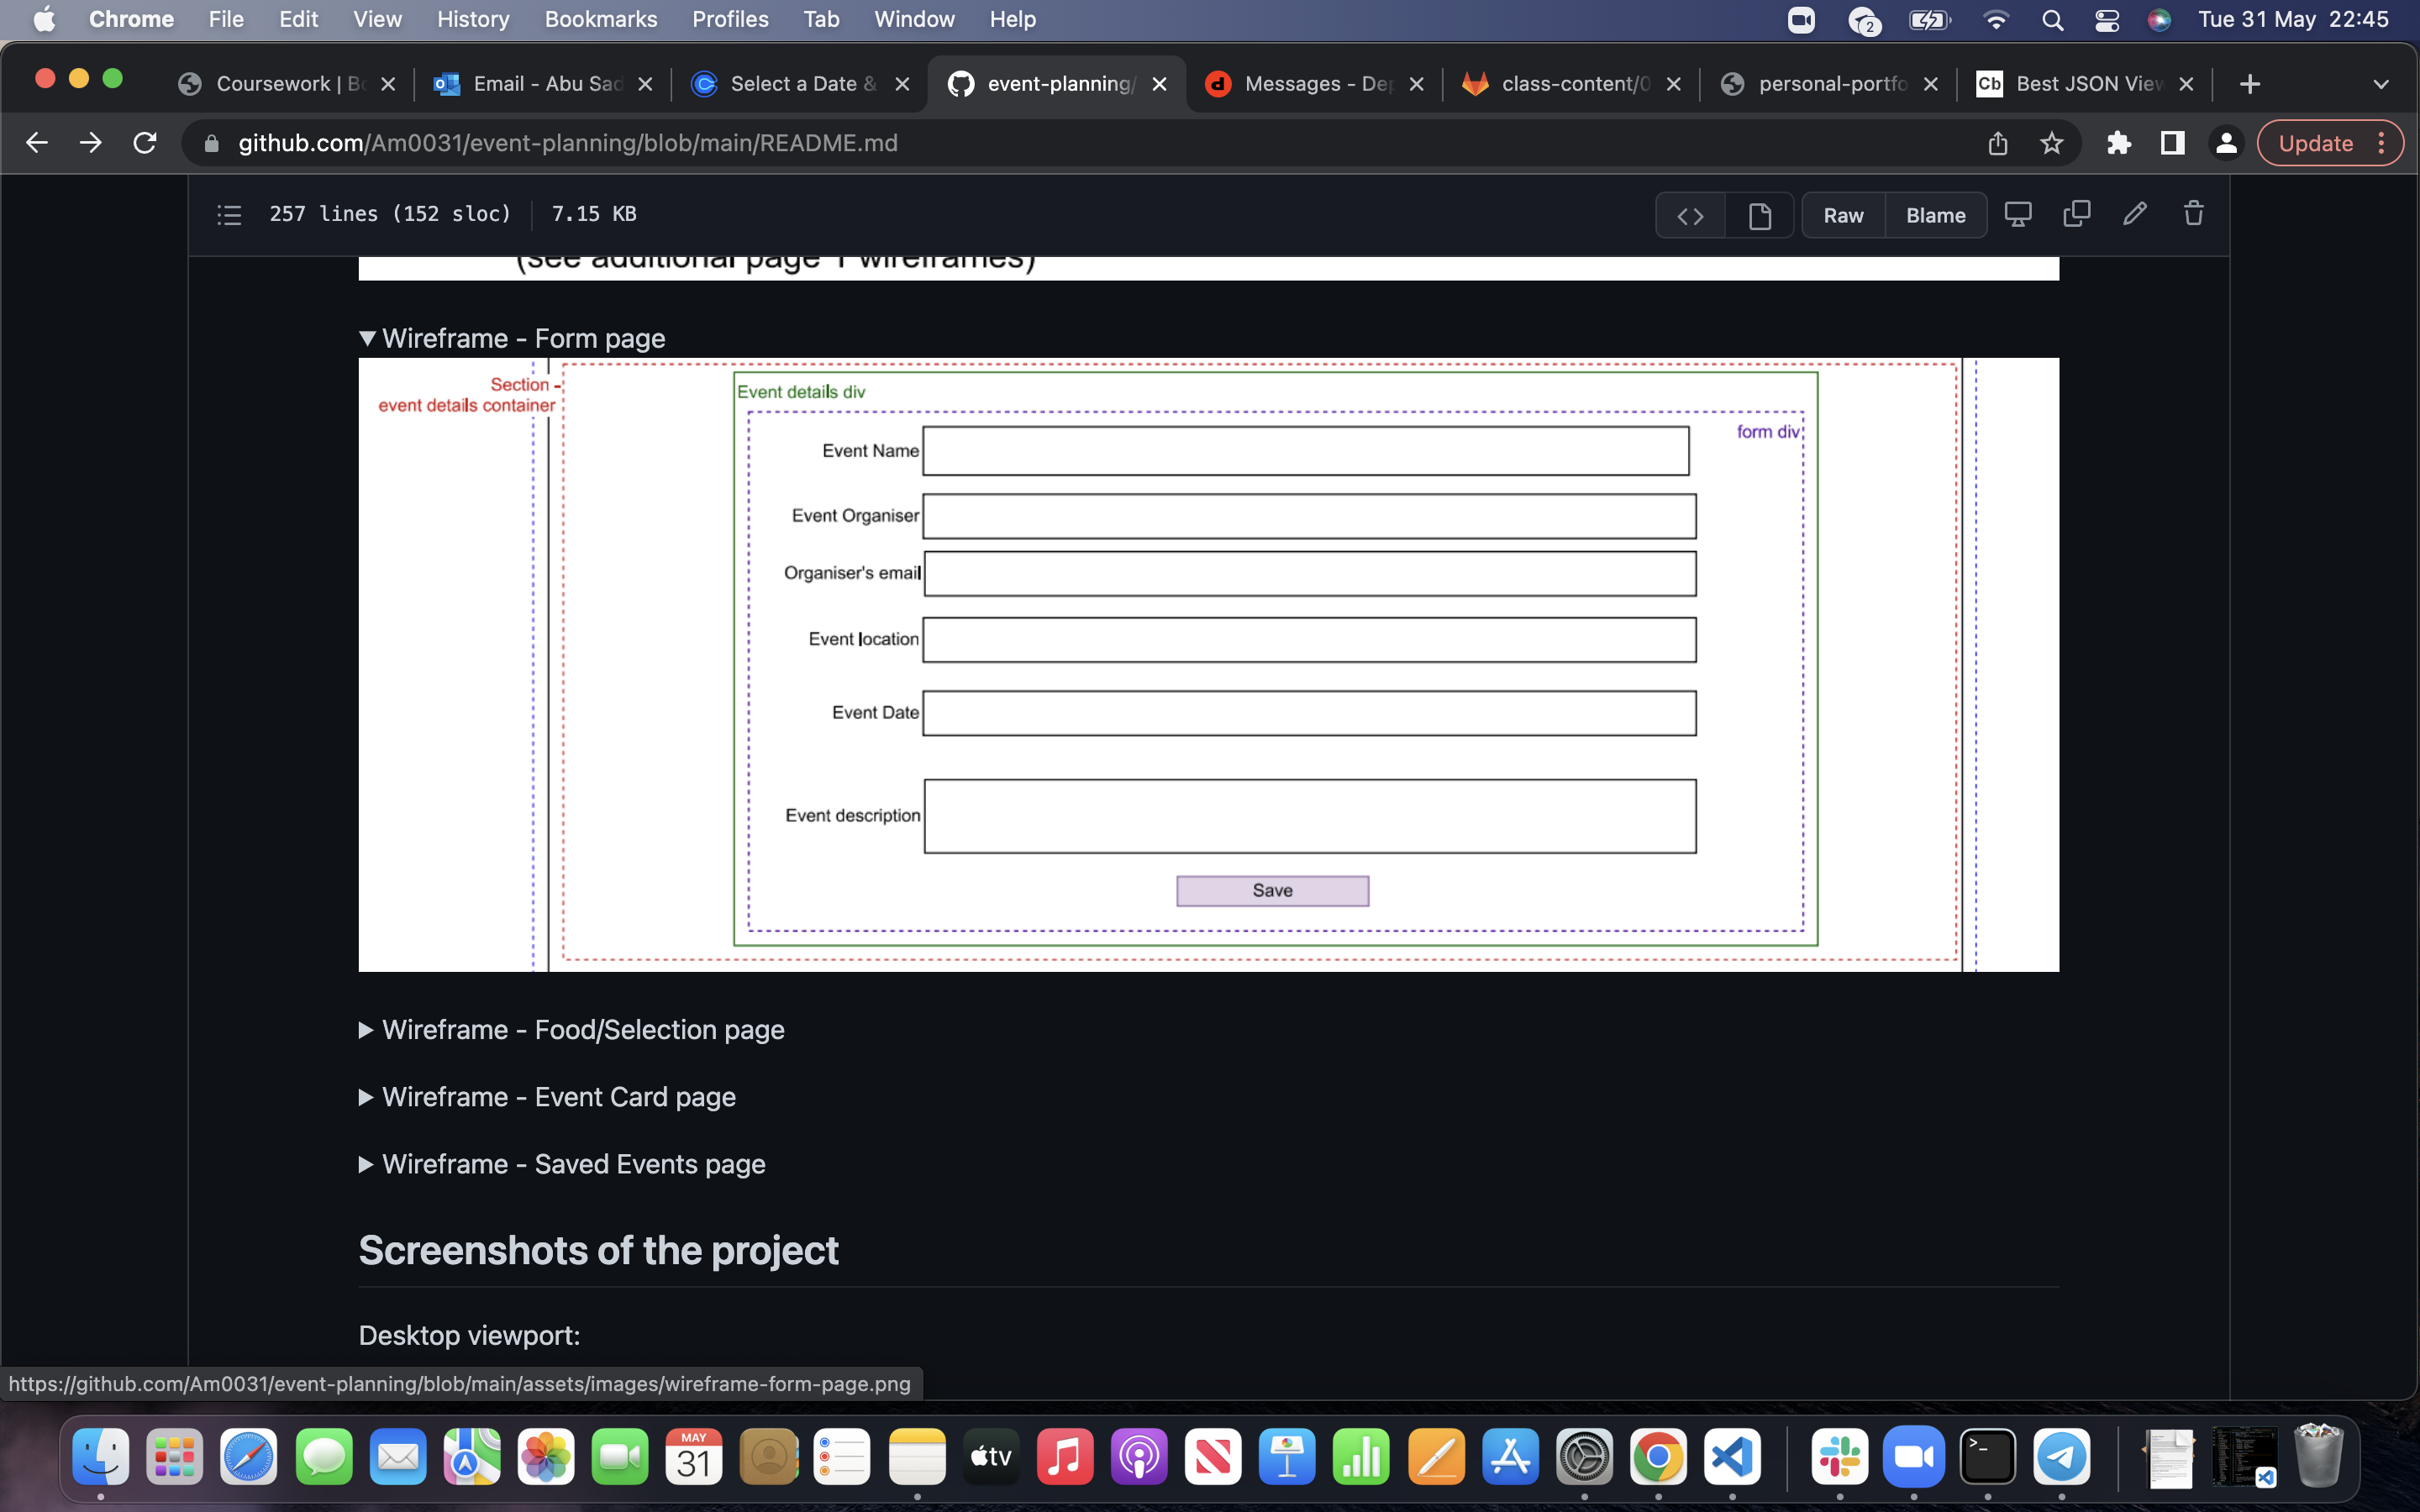 Chrome File Edit View History Bookmarks Profiles Tab Window Help 2 Tue 31 May 22:45
Coursework | Bo Email - Abu Sad Select a Date & event-planning/ Messages - Dep class-content/0 personal-portfo Cb Best JSON View
github.com/Am0031/event-planning/blob/main/README.md Update
257 lines (152 sloc) 7.15 KB Raw Blame
(see additional page 1 wireframes)
Wireframe - Form page
Section -
event details container
Event details div
form div
Event Name
Event Organiser
Organiser's email
Event location
Event Date
Event description
Save
Wireframe - Food/Selection page
Wireframe - Event Card page
Wireframe - Saved Events page
Screenshots of the project
Desktop viewport:
https://github.com/Am0031/event-planning/blob/main/assets/images/wireframe-form-page.png
MAY
31
tv